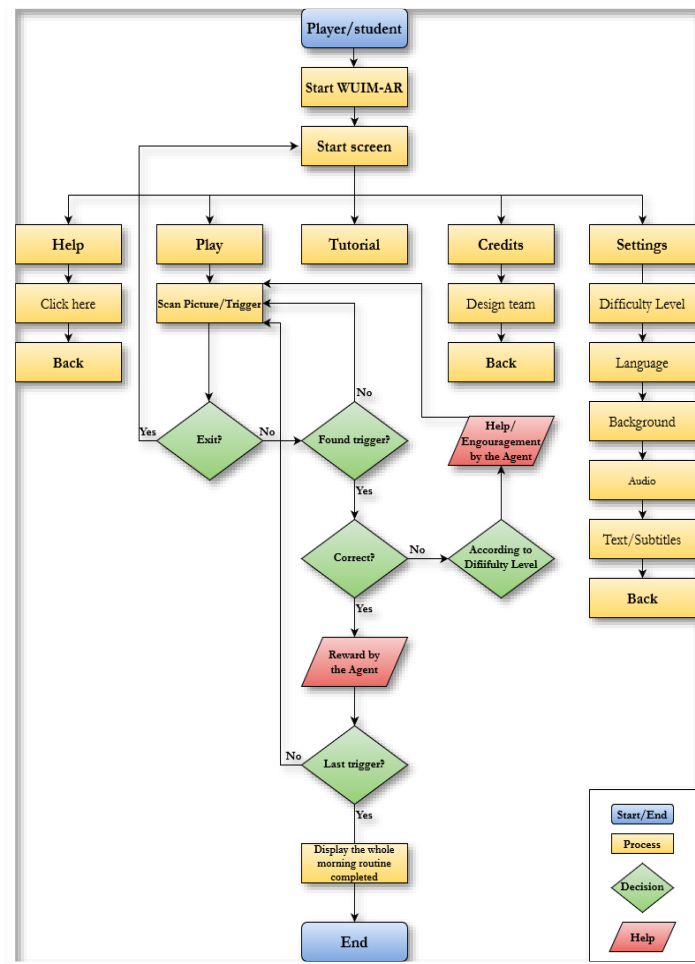 Player/student
Start WUIM-AR
Start screen
Help
Play
Tutorial
Credits
Settings
Click here
Scan Picture/Trigger
Design team
Difficulty Level
Back
Back
Language
No
Yes
Exit?
No
Found trigger?
Help/
Engouragement
by the Agent
Background
Yes
Audio
Correct?
No
According to
Difiifulty Level
Text/Subtitles
Yes
Back
Reward by
the Agent
No
Last trigger?
Yes
Display the whole
morning routine
completed
End
Start/End
Process
Decision
Help